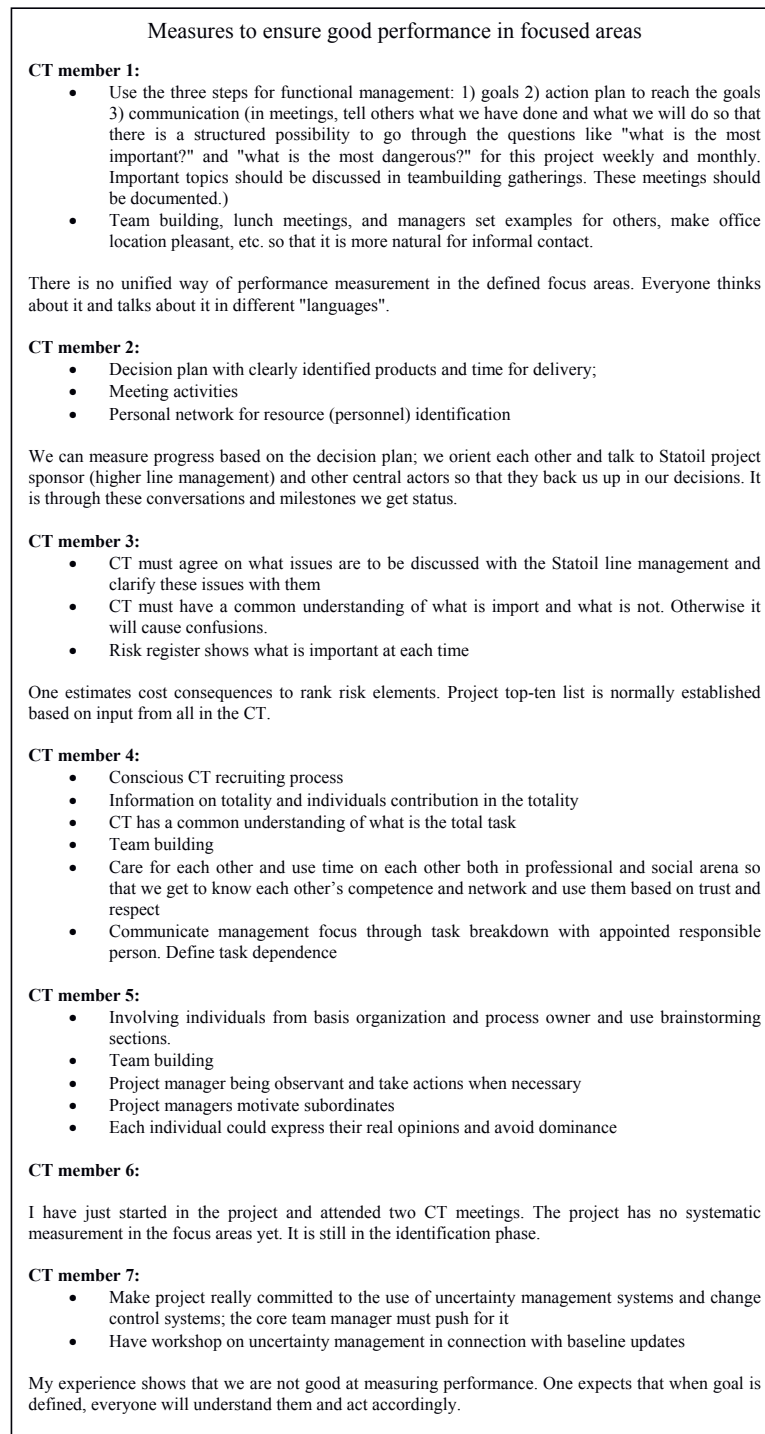 Measures to ensure good performance in focused areas
CT member 1:
• Use the three steps for functional management: 1) goals 2) action plan to reach the goals
3) communication (in meetings, tell others what we have done and what we will do so that
there is a structured possibility to go through the questions like "what is the most
important?" and "what is the most dangerous?" for this project weekly and monthly.
Important topics should be discussed in teambuilding gatherings. These meetings should
be documented.)
• Team building, lunch meetings, and managers set examples for others, make office
location pleasant, etc. so that it is more natural for informal contact.
There is no unified way of performance measurement in the defined focus areas. Everyone thinks
about it and talks about it in different "languages".
CT member 2:
• Decision plan with clearly identified products and time for delivery;
• Meeting activities
• Personal network for resource (personnel) identification
We can measure progress based on the decision plan; we orient each other and talk to Statoil project
sponsor (higher line management) and other central actors so that they back us up in our decisions. It
is through these conversations and milestones we get status.
CT member 3:
• CT must agree on what issues are to be discussed with the Statoil line management and
clarify these issues with them
• CT must have a common understanding of what is import and what is not. Otherwise it
will cause confusions.
• Risk register shows what is important at each time
One estimates cost consequences to rank risk elements. Project top-ten list is normally established
based on input from all in the CT.
CT member 4:
• Conscious CT recruiting process
• Information on totality and individuals contribution in the totality
• CT has a common understanding of what is the total task
• Team building
• Care for each other and use time on each other both in professional and social arena so
that we get to know each other’s competence and network and use them based on trust and
respect
• Communicate management focus through task breakdown with appointed responsible
person. Define task dependence
CT member 5:
• Involving individuals from basis organization and process owner and use brainstorming
sections.
• Team building
• Project manager being observant and take actions when necessary
• Project managers motivate subordinates
• Each individual could express their real opinions and avoid dominance
CT member 6:
I have just started in the project and attended two CT meetings. The project has no systematic
measurement in the focus areas yet. It is still in the identification phase.
CT member 7:
• Make project really committed to the use of uncertainty management systems and change
control systems; the core team manager must push for it
• Have workshop on uncertainty management in connection with baseline updates
My experience shows that we are not good at measuring performance. One expects that when goal is
defined, everyone will understand them and act accordingly.